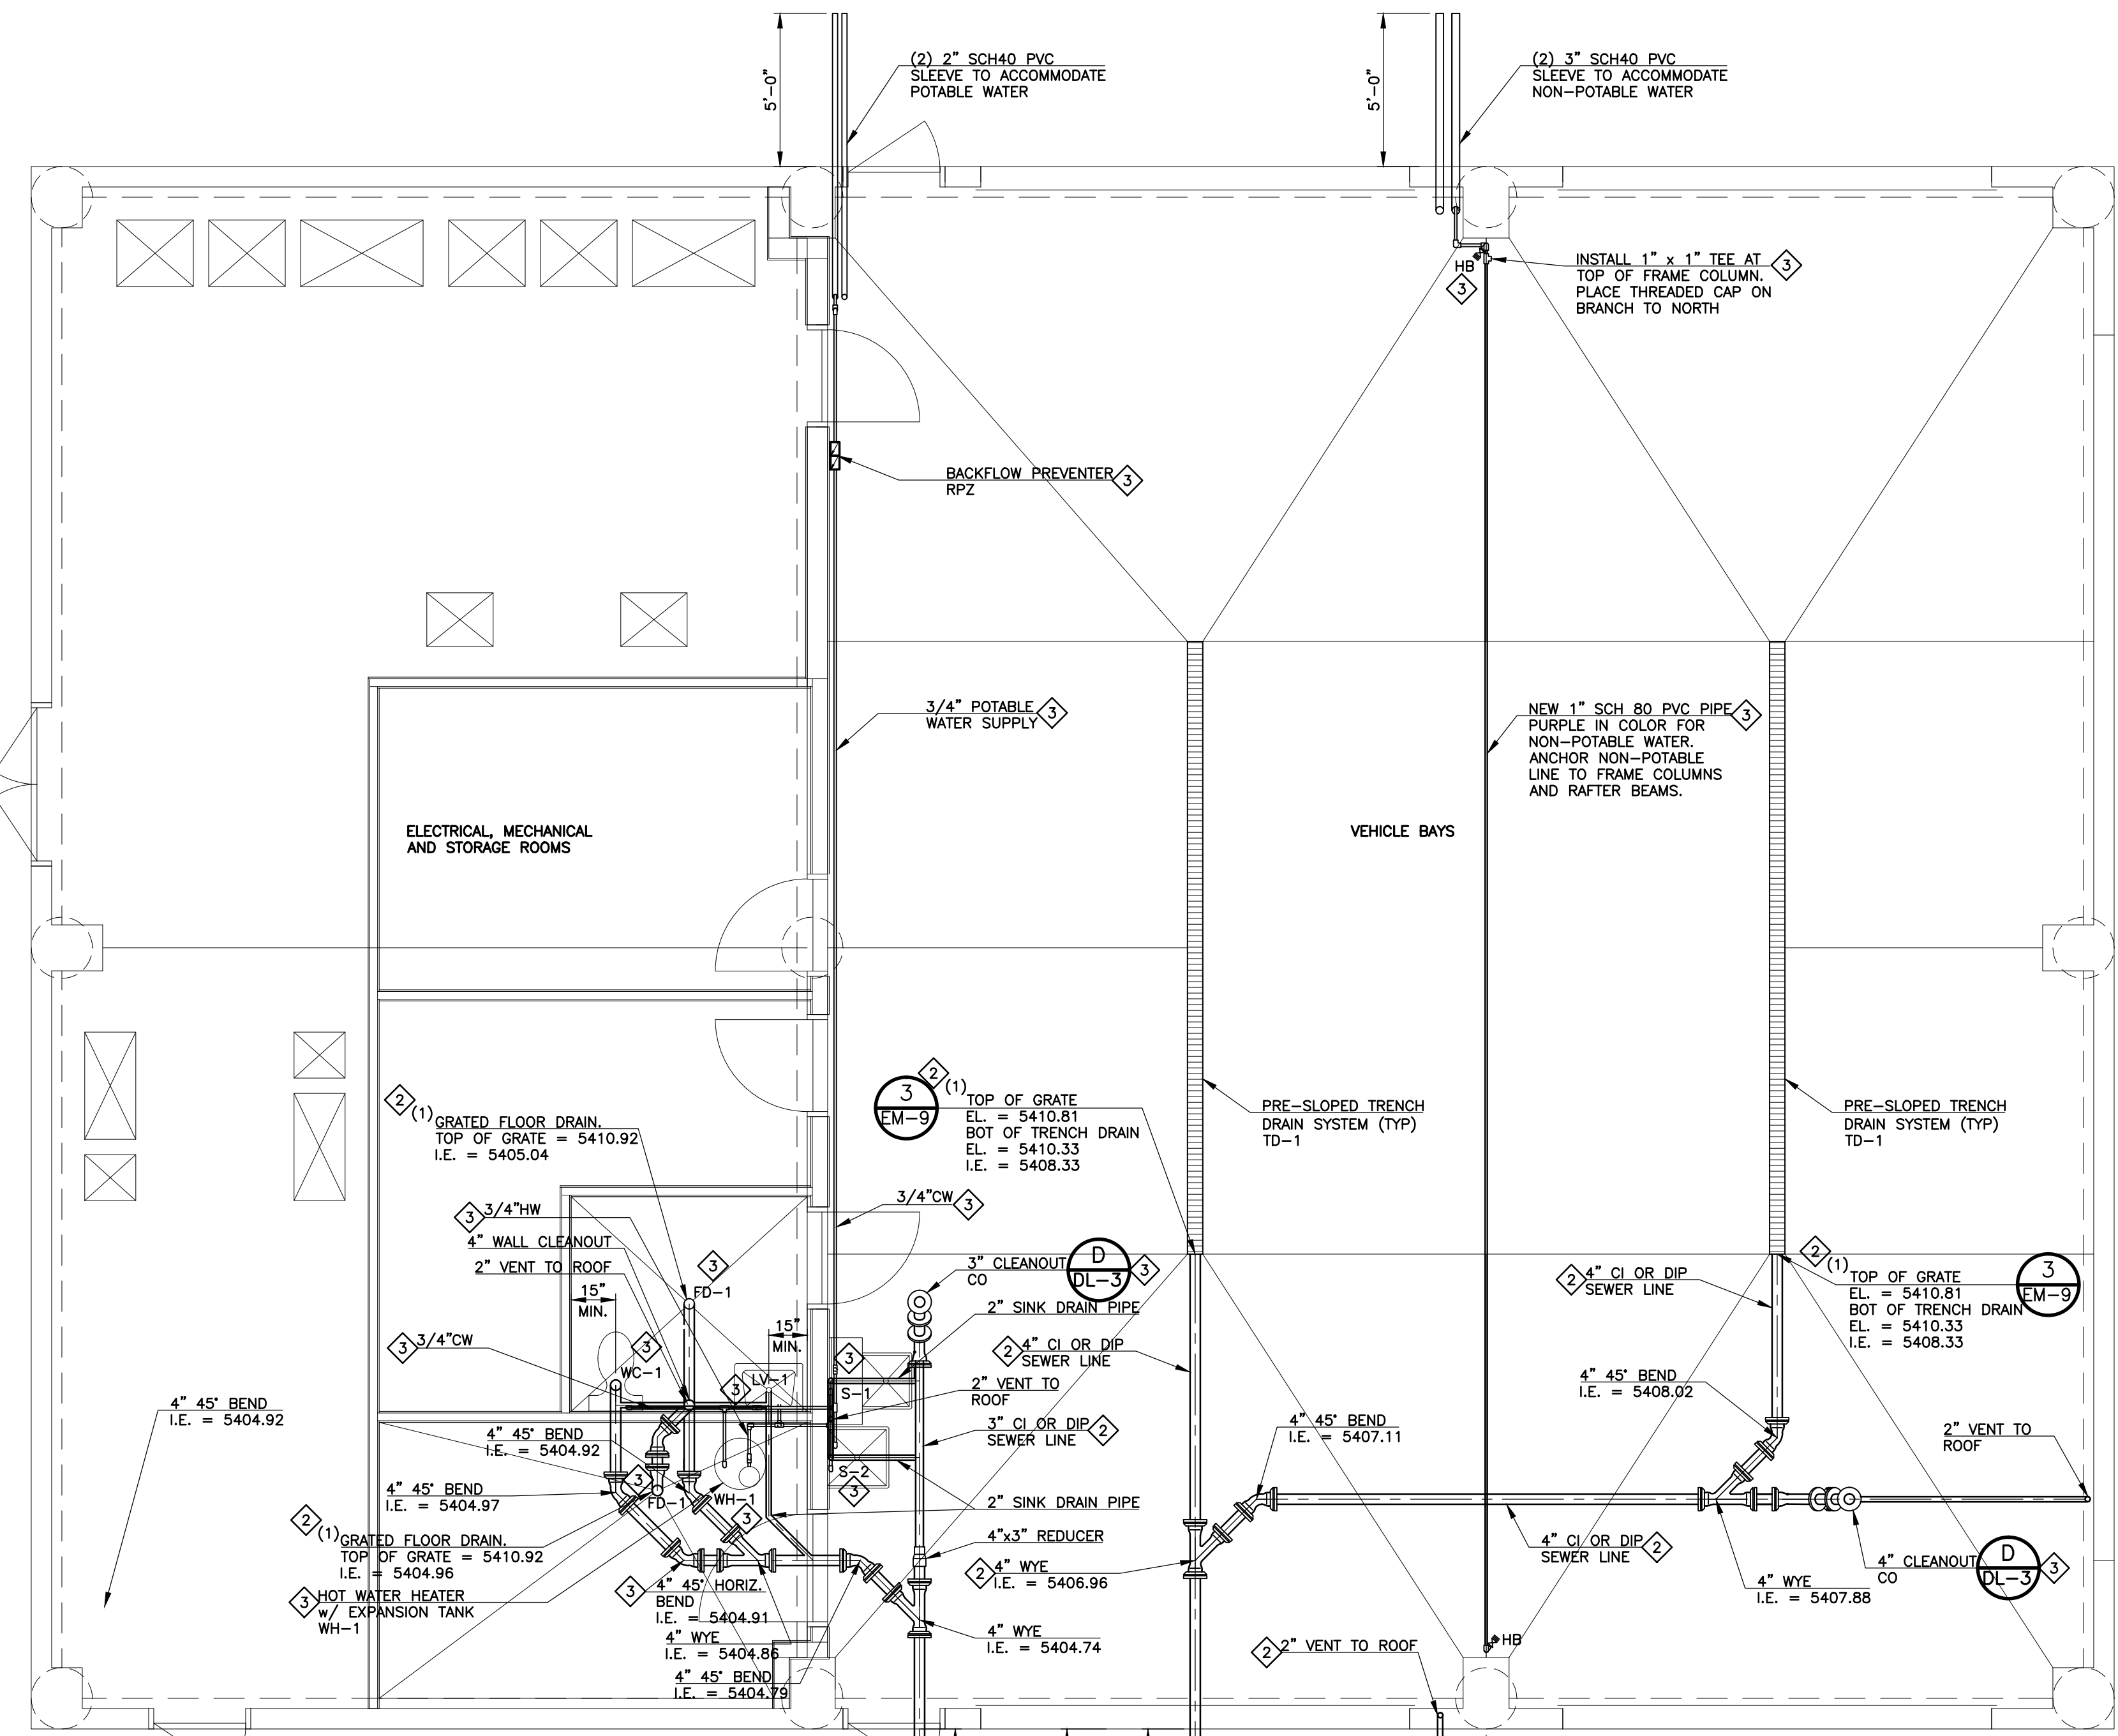 5'-0"
(2) 2" SCH40 PVC
SLEEVE TO ACCOMMODATE
POTABLE WATER
5'-0"
(2) 3" SCH40 PVC
SLEEVE TO ACCOMMODATE
NON-POTABLE WATER
HB
3
INSTALL 1" x 1" TEE AT
TOP OF FRAME COLUMN.
PLACE THREADED CAP ON
BRANCH TO NORTH
3
BACKFLOW PREVENTER
RPZ
3
3/4" POTABLE
WATER SUPPLY
3
NEW 1" SCH 80 PVC PIPE
PURPLE IN COLOR FOR
NON-POTABLE WATER.
ANCHOR NON-POTABLE
LINE TO FRAME COLUMNS
AND RAFTER BEAMS.
3
ELECTRICAL, MECHANICAL
AND STORAGE ROOMS
VEHICLE BAYS
2
(1)
GRATED FLOOR DRAIN.
TOP OF GRATE = 5410.92
I.E. = 5405.04
3
EM-9
2
(1)
TOP OF GRATE
EL. = 5410.81
BOT OF TRENCH DRAIN
EL. = 5410.33
I.E. = 5408.33
PRE-SLOPED TRENCH
DRAIN SYSTEM (TYP)
TD-1
PRE-SLOPED TRENCH
DRAIN SYSTEM (TYP)
TD-1
3
3/4"HW
4" WALL CLEANOUT
2" VENT TO ROOF
15"
MIN.
3
FD-1
15"
MIN.
3/4"CW
3
3" CLEANOUT
CO
D
DL-3
3
2" SINK DRAIN PIPE
2
4" CI OR DIP
SEWER LINE
2" VENT TO
ROOF
3" CI OR DIP
SEWER LINE
2
2
4" CI OR DIP
SEWER LINE
2
(1)
TOP OF GRATE
EL. = 5410.81
BOT OF TRENCH DRAIN
EL. = 5410.33
I.E. = 5408.33
3
EM-9
3
3/4"CW
3
WC-1
3
LV-1
3
S-1
4" 45° BEND
I.E. = 5404.92
4" 45° BEND
I.E. = 5404.92
4" 45° BEND
I.E. = 5407.11
4" 45° BEND
I.E. = 5408.02
2" VENT TO
ROOF
4" 45° BEND
I.E. = 5404.97
3
FD-1
WH-1
3
S-2
3
2" SINK DRAIN PIPE
2
(1)
GRATED FLOOR DRAIN.
TOP OF GRATE = 5410.92
I.E. = 5404.96
4"x3" REDUCER
2
4" WYE
I.E. = 5406.96
4" CI OR DIP
SEWER LINE
2
4" CLEANOUT
CO
D
DL-3
3
4" WYE
I.E. = 5407.88
3
HOT WATER HEATER
w/ EXPANSION TANK
WH-1
3
4" 45° HORIZ.
BEND
I.E. = 5404.91
4" WYE
I.E. = 5404.86
4" 45° BEND
I.E. = 5404.79
4" WYE
I.E. = 5404.74
2
2" VENT TO ROOF
HB